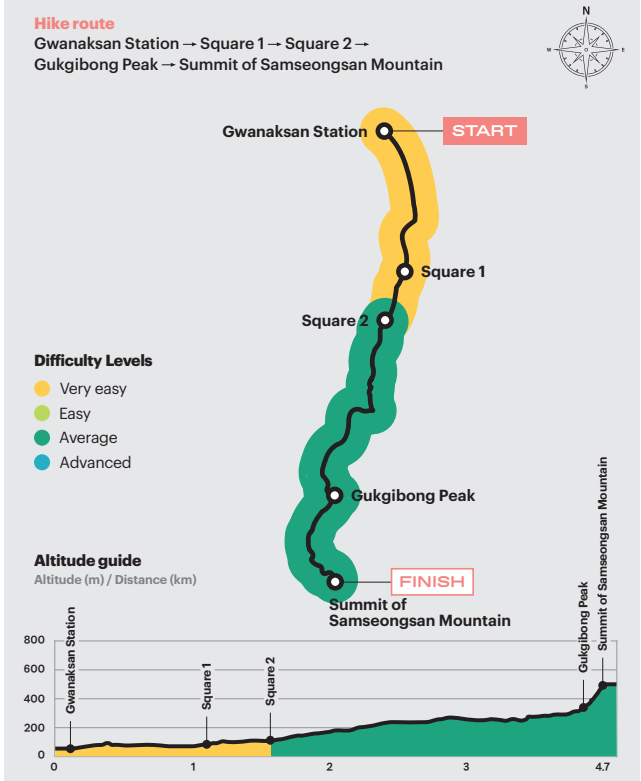 Hike route
Gwanaksan Station → Square 1 → Square 2 →
Gukgibong Peak → Summit of Samseongsan Mountain
N
W
E
S
Gwanaksan Station
START
Square 1
Square 2
Difficulty Levels
Very easy
Easy
Average
Advanced
Gukgibong Peak
Altitude guide
Altitude (m) / Distance (km)
FINISH
Summit of
Samseongsan Mountain
Gwanaksan Station
Square 1
Square 2
Gukgibong Peak
Summit of Samseongsan Mountain
800
600
400
200
0
0
1
2
3
4.7